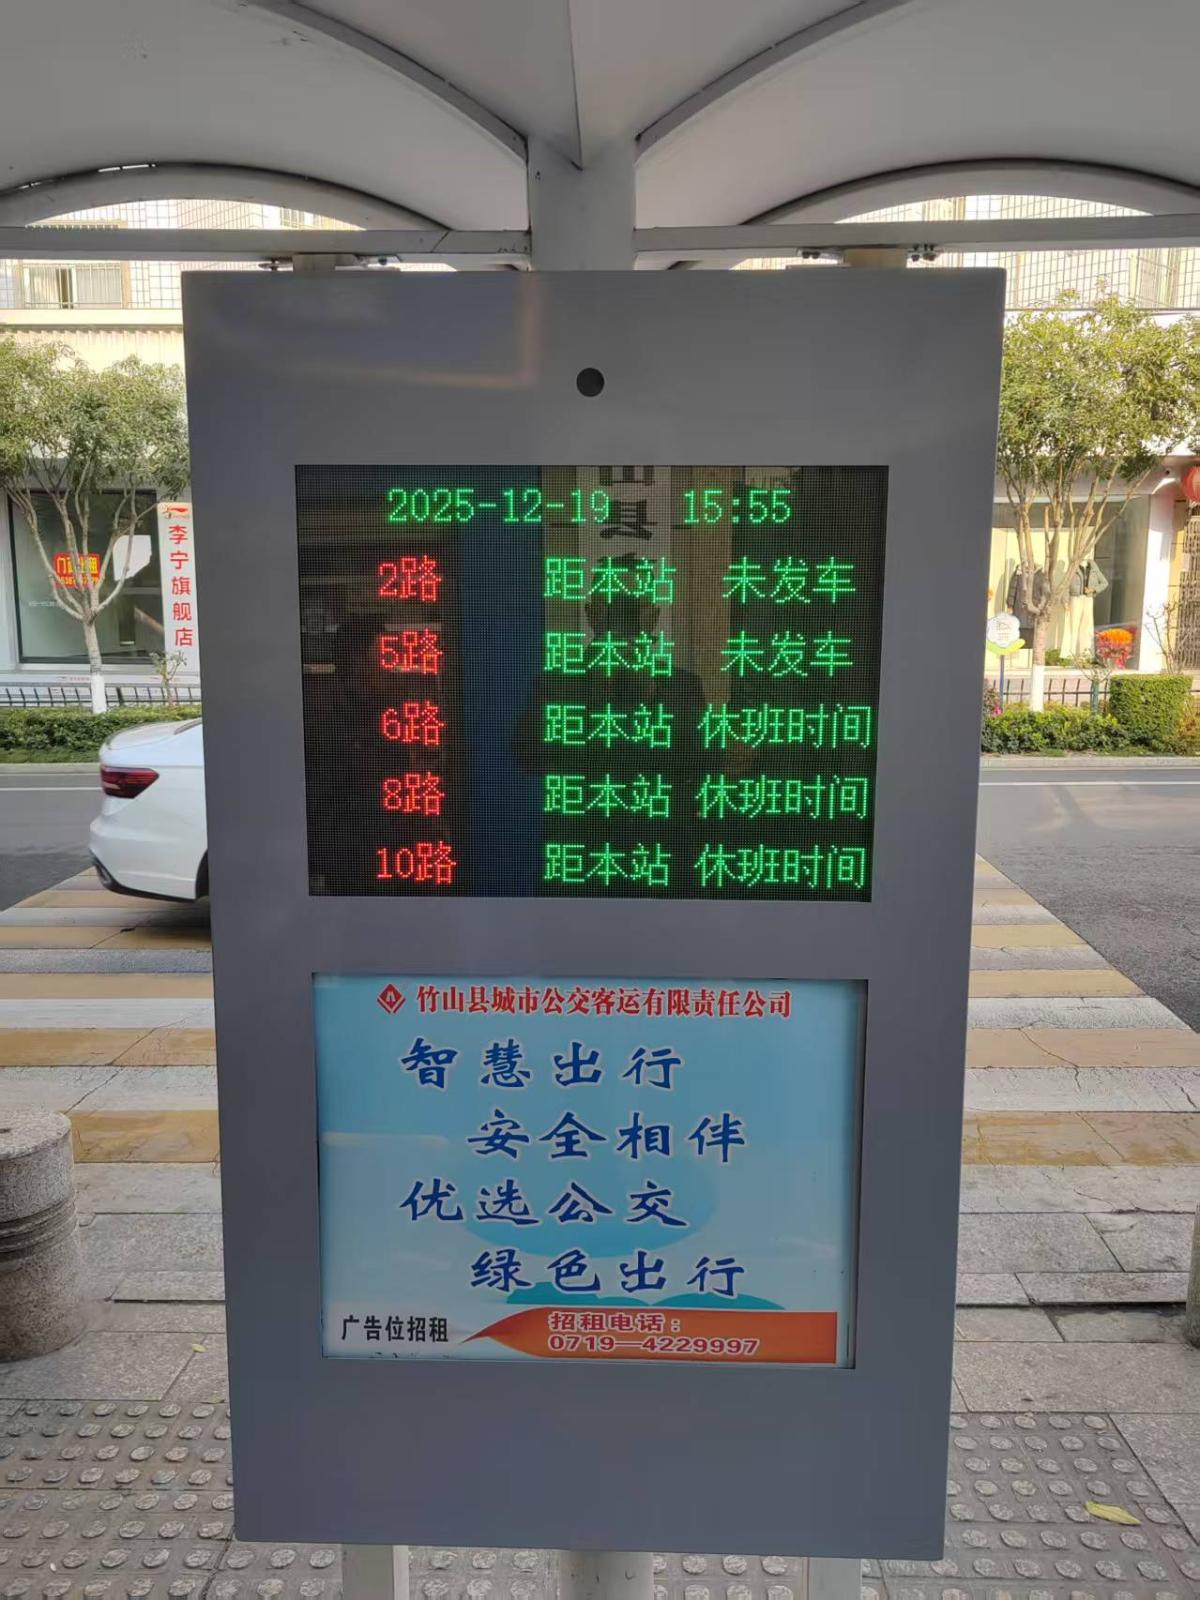 2025-12-19 15:55
2路 距本站 未发车
5路 距本站 未发车
6路 距本站 休班时间
8路 距本站 休班时间
10路 距本站 休班时间
竹山县城市公交客运有限责任公司
智慧出行
安全相伴
优选公交
绿色出行
广告位招租
招租电话：
0719—4229997
李宁旗舰店
山县